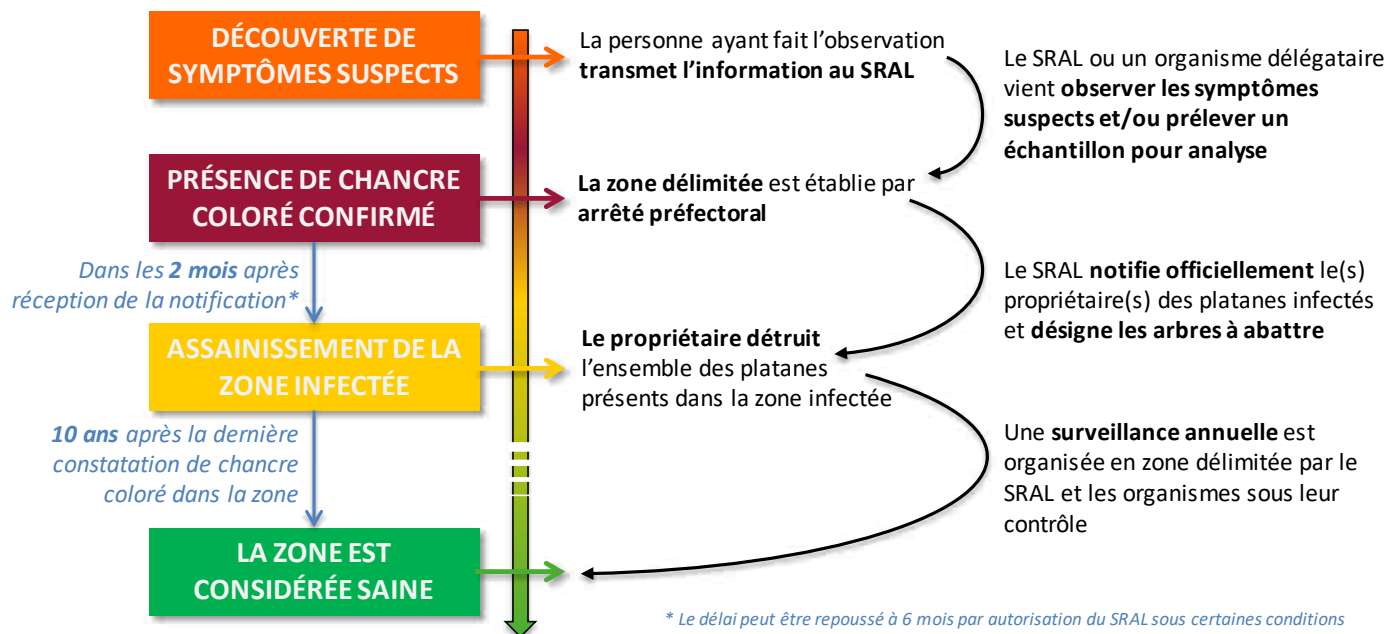 DÉCOUVERTE DE
SYMPTÔMES SUSPECTS
La personne ayant fait l'observation
transmet l'information au SRAL
Le SRAL ou un organisme délégataire
vient observer les symptômes
suspects et/ou prélever un
échantillon pour analyse
PRÉSENCE DE CHANCRE
COLORÉ CONFIRMÉ
La zone délimitée est établie par
arrêté préfectoral
Dans les 2 mois après
réception de la notification*
Le SRAL notifie officiellement le(s)
propriétaire(s) des platanes infectés
et désigne les arbres à abattre
ASSAINISSEMENT DE LA
ZONE INFECTÉE
Le propriétaire détruit
l'ensemble des platanes
présents dans la zone infectée
10 ans après la dernière
constatation de chancre
coloré dans la zone
Une surveillance annuelle est
organisée en zone délimitée par le
SRAL et les organismes sous leur
contrôle
LA ZONE EST
CONSIDÉRÉE SAINE
* Le délai peut être repoussé à 6 mois par autorisation du SRAL sous certaines conditions